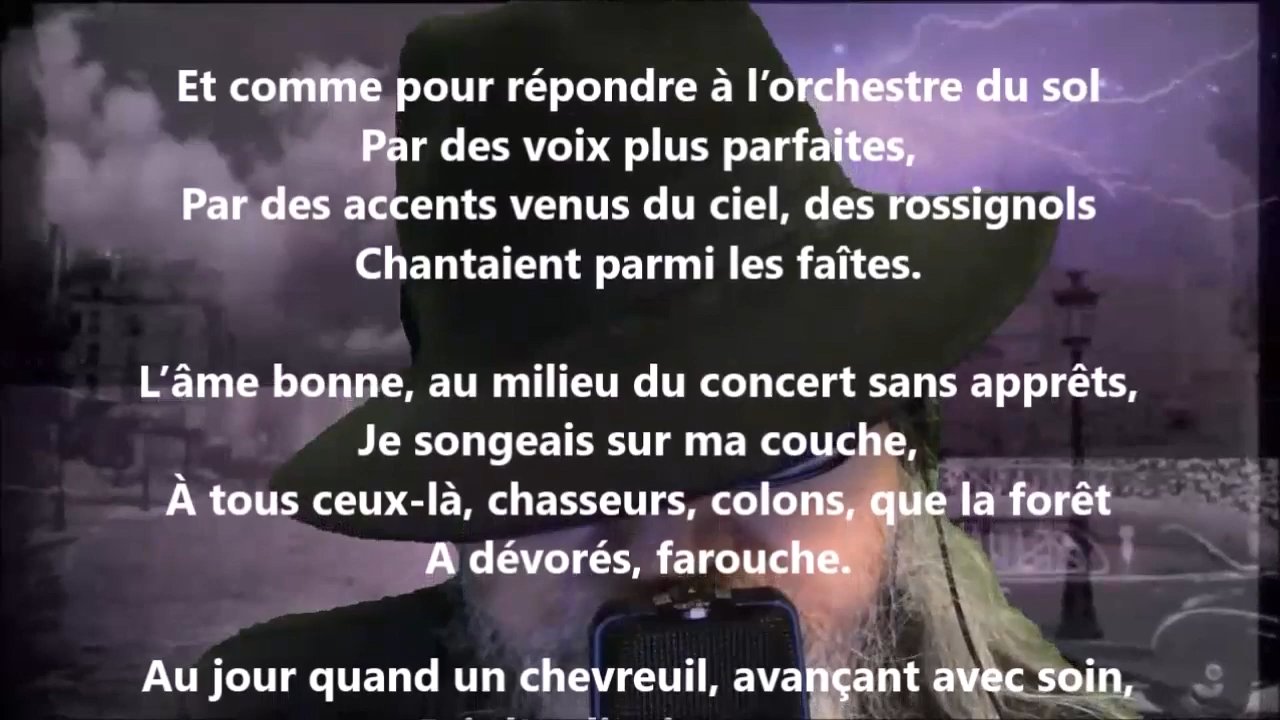 Et comme pour répondre à l’orchestre du sol
Par des voix plus parfaites,
Par des accents venus du ciel, des rossignols
Chantaient parmi les faîtes.
L’âme bonne, au milieu du concert sans apprêts,
Je songeais sur ma couche,
À tous ceux-là, chasseurs, colons, que la forêt
A dévorés, farouche.
Au jour quand un chevreuil, avançant avec soin,